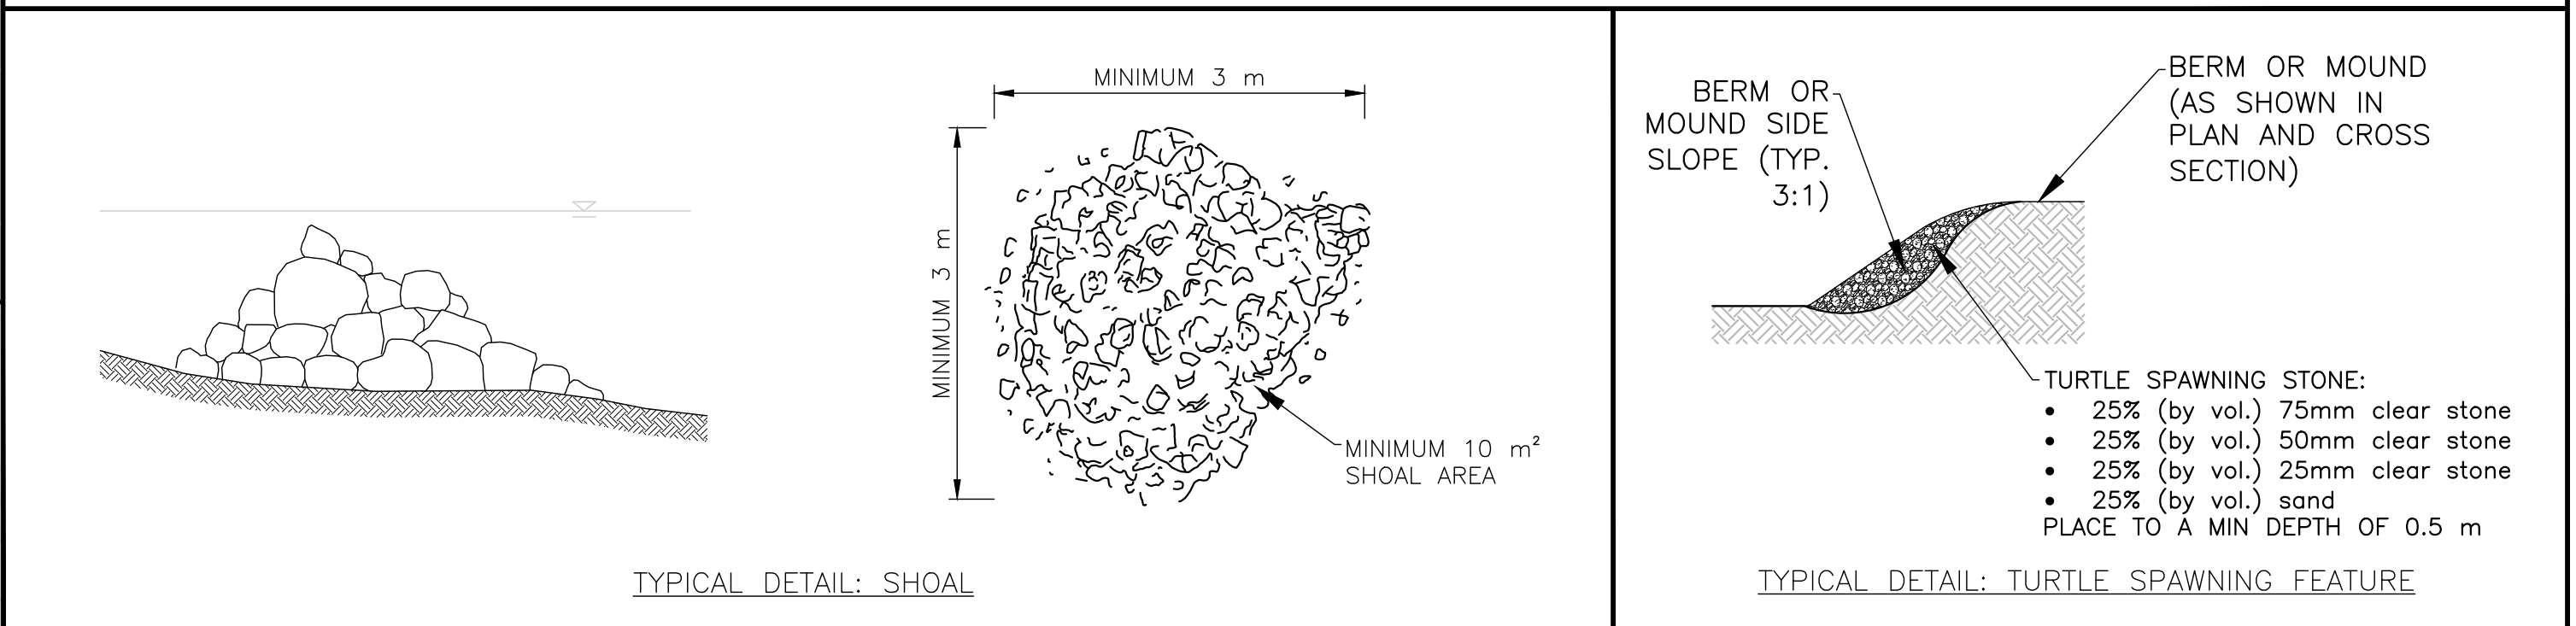 MINIMUM 3 m
MINIMUM 3 m
MINIMUM 10 m²
SHOAL AREA
TYPICAL DETAIL: SHOAL
BERM OR
MOUND SIDE
SLOPE (TYP.
3:1)
BERM OR MOUND
(AS SHOWN IN
PLAN AND CROSS
SECTION)
TURTLE SPAWNING STONE:
• 25% (by vol.) 75mm clear stone
• 25% (by vol.) 50mm clear stone
• 25% (by vol.) 25mm clear stone
• 25% (by vol.) sand
PLACE TO A MIN DEPTH OF 0.5 m
TYPICAL DETAIL: TURTLE SPAWNING FEATURE